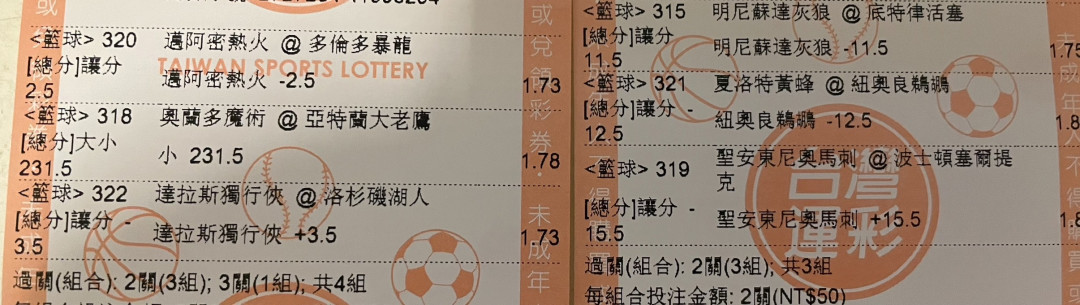 <籃球> 320 邁阿密熱火 @ 多倫多暴龍
[總分]讓分
2.5 邁阿密熱火 -2.5 1.73
TAIWAN SPORTS LOTTERY
<籃球> 318 奧蘭多魔術 @ 亞特蘭大老鷹
[總分]大小
231.5 小 231.5 1.78
<籃球> 322 達拉斯獨行俠 @ 洛杉磯湖人
[總分]讓分 -
3.5 達拉斯獨行俠 +3.5 1.73
過關(組合): 2關(3組); 3關(1組); 共4組
<籃球> 315 明尼蘇達灰狼 @ 底特律活塞
[總分]讓分
11.5 明尼蘇達灰狼 -11.5 1.75
<籃球> 321 夏洛特黃蜂 @ 紐奧良鵜鶘
[總分]讓分 -
12.5 紐奧良鵜鶘 -12.5 1.8
<籃球> 319 聖安東尼奧馬刺 @ 波士頓塞爾提
克
[總分]讓分 -
15.5 聖安東尼奧馬刺 +15.5 1.8
過關(組合): 2關(3組); 共3組
每組合投注金額: 2關(NT$50)
台灣
運彩